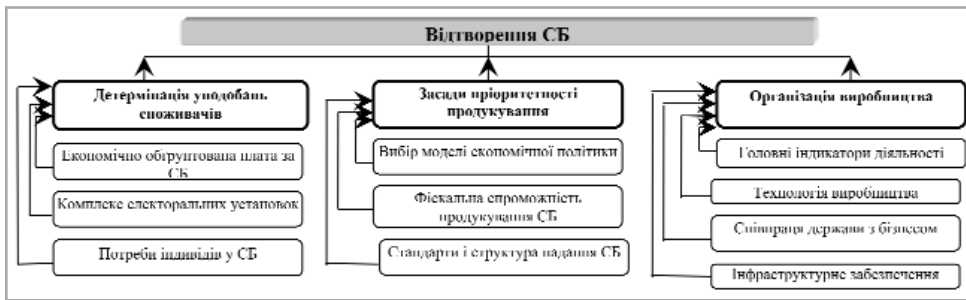 Відтворення СБ
Детермінація уподобань
споживачів
Економічно обґрунтована плата за
СБ
Комплекс електоральних установок
Потреби індивідів у СБ
Засади пріоритетності
продукування
Вибір моделі економічної політики
Фіскальна спроможність
продукування СБ
Стандарти і структура надання СБ
Організація виробництва
Головні індикатори діяльності
Технологія виробництва
Співпраця держави з бізнесом
Інфраструктурне забезпечення